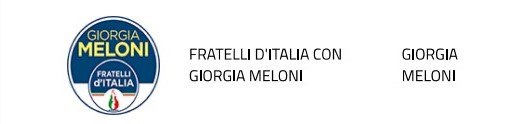 GIORGIA
MELONI
FRATELLI
d'ITALIA
FRATELLI D'ITALIA CON
GIORGIA MELONI
GIORGIA
MELONI